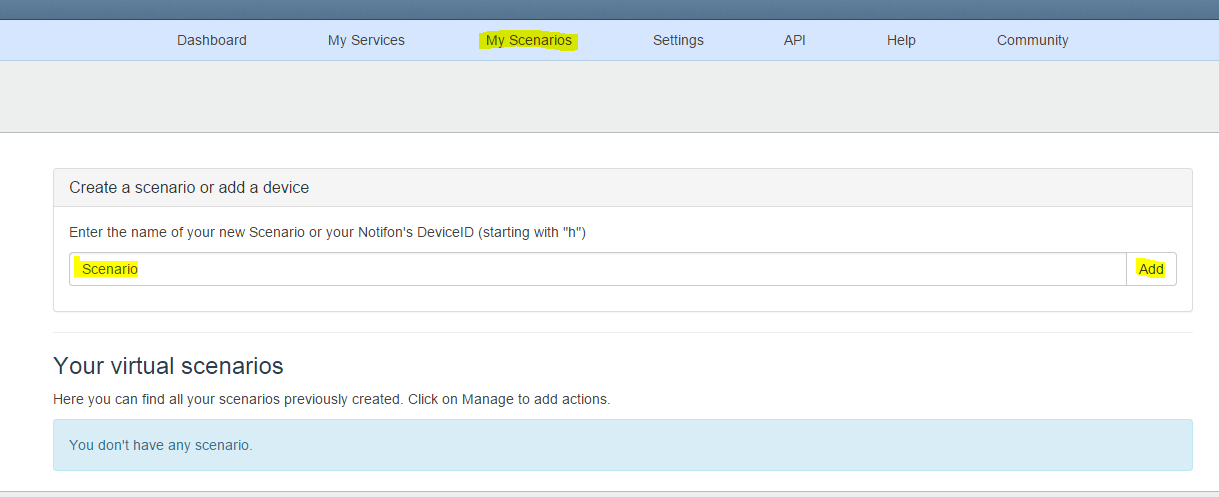 Dashboard My Services My Scenarios Settings API Help Community
Create a scenario or add a device
Enter the name of your new Scenario or your Notifon's DeviceID (starting with "h")
Scenario Add
Your virtual scenarios
Here you can find all your scenarios previously created. Click on Manage to add actions.
You don't have any scenario.